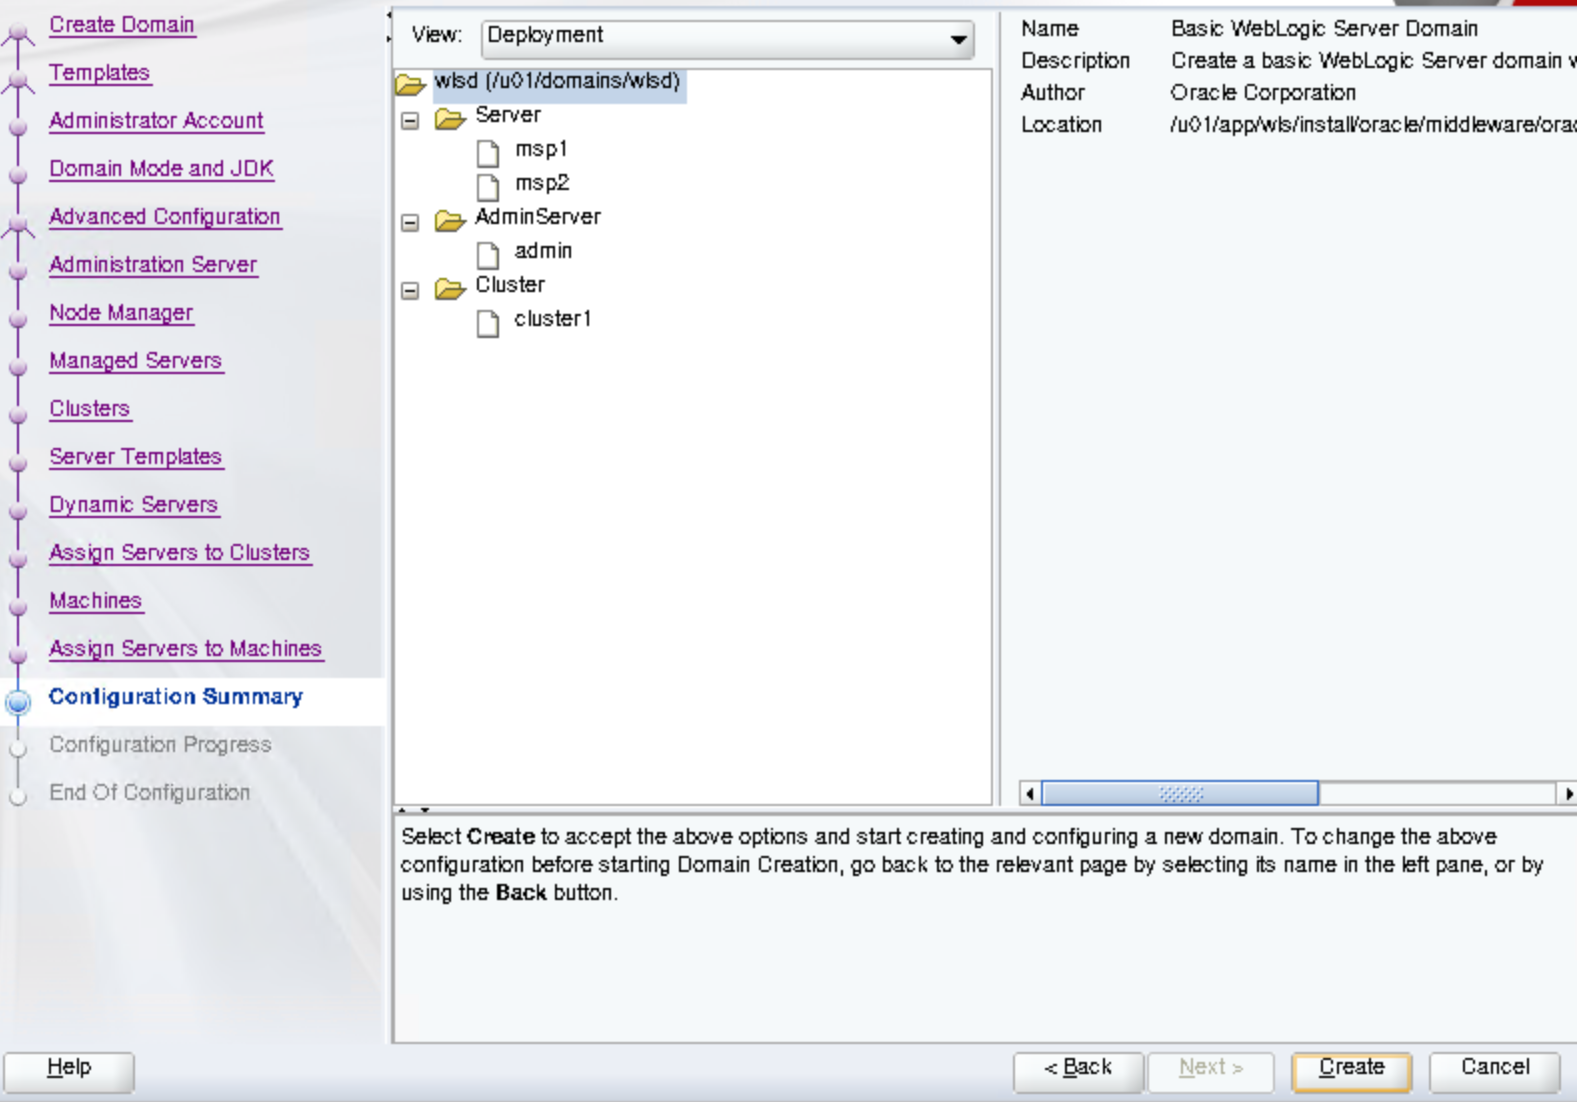 Create Domain
Templates
Administrator Account
Domain Mode and JDK
Advanced Configuration
Administration Server
Node Manager
Managed Servers
Clusters
Server Templates
Dynamic Servers
Assign Servers to Clusters
Machines
Assign Servers to Machines
Configuration Summary
Configuration Progress
End Of Configuration
View: Deployment
wlsd (/u01/domains/wlsd)
Server
msp1
msp2
AdminServer
admin
Cluster
cluster1
Name Basic WebLogic Server Domain
Description Create a basic WebLogic Server domain
Author Oracle Corporation
Location /u01/app/wls/install/oracle/middleware/orac
Select Create to accept the above options and start creating and configuring a new domain. To change the above
configuration before starting Domain Creation, go back to the relevant page by selecting its name in the left pane, or by
using the Back button.
Help
< Back
Next >
Create
Cancel